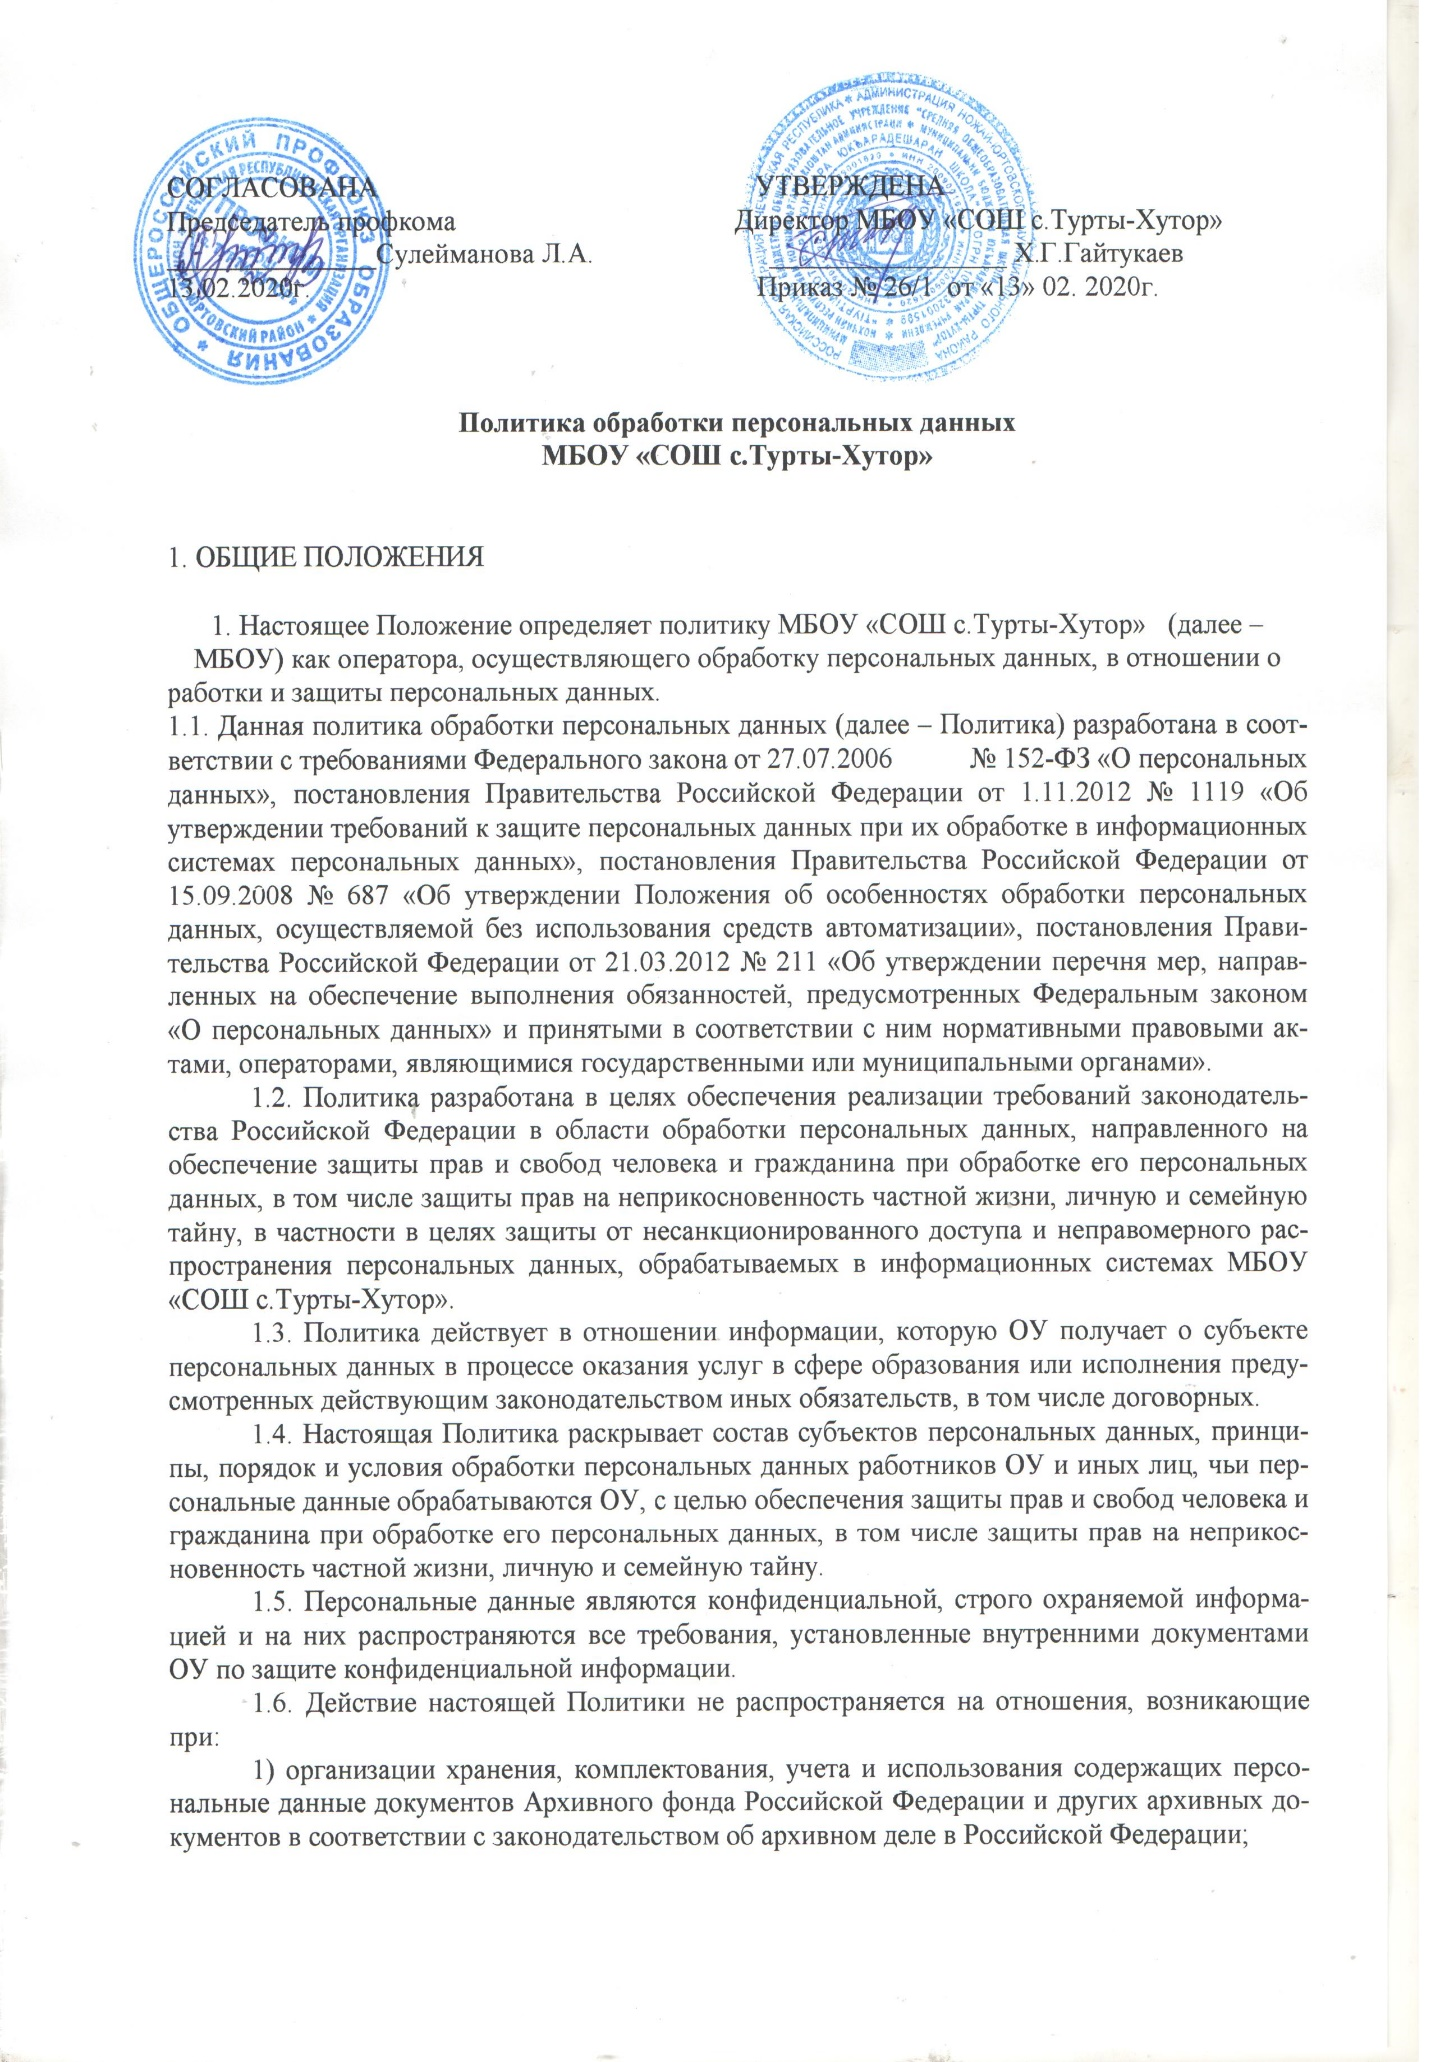 СОГЛАСОВАНА
Председатель профкома
Сулейманова Л.А.
13.02.2020г.
УТВЕРЖДЕНА
Директор МБОУ «СОШ с.Турты-Хутор»
Х.Г.Гайтукаев
Приказ № 26/1 от «13» 02. 2020г.
ОБЩЕРОССИЙСКИЙ ПРОФСОЮЗ ОБРАЗОВАНИЯ
Политика обработки персональных данных
МБОУ «СОШ с.Турты-Хутор»
1. ОБЩИЕ ПОЛОЖЕНИЯ
1. Настоящее Положение определяет политику МБОУ «СОШ с.Турты-Хутор» (далее –
МБОУ) как оператора, осуществляющего обработку персональных данных, в отношении о
работки и защиты персональных данных.
1.1. Данная политика обработки персональных данных (далее – Политика) разработана в соот-
ветствии с требованиями Федерального закона от 27.07.2006 № 152-ФЗ «О персональных
данных», постановления Правительства Российской Федерации от 1.11.2012 № 1119 «Об
утверждении требований к защите персональных данных при их обработке в информационных
системах персональных данных», постановления Правительства Российской Федерации от
15.09.2008 № 687 «Об утверждении Положения об особенностях обработки персональных
данных, осуществляемой без использования средств автоматизации», постановления Прави-
тельства Российской Федерации от 21.03.2012 № 211 «Об утверждении перечня мер, направ-
ленных на обеспечение выполнения обязанностей, предусмотренных Федеральным законом
«О персональных данных» и принятыми в соответствии с ним нормативными правовыми ак-
тами, операторами, являющимися государственными или муниципальными органами».
1.2. Политика разработана в целях обеспечения реализации требований законодатель-
ства Российской Федерации в области обработки персональных данных, направленного на
обеспечение защиты прав и свобод человека и гражданина при обработке его персональных
данных, в том числе защиты прав на неприкосновенность частной жизни, личную и семейную
тайну, в частности в целях защиты от несанкционированного доступа и неправомерного рас-
пространения персональных данных, обрабатываемых в информационных системах МБОУ
«СОШ с.Турты-Хутор».
1.3. Политика действует в отношении информации, которую ОУ получает о субъекте
персональных данных в процессе оказания услуг в сфере образования или исполнения преду-
смотренных действующим законодательством иных обязательств, в том числе договорных.
1.4. Настоящая Политика раскрывает состав субъектов персональных данных, принци-
пы, порядок и условия обработки персональных данных работников ОУ и иных лиц, чьи пер-
сональные данные обрабатываются ОУ, с целью обеспечения защиты прав и свобод человека и
гражданина при обработке его персональных данных, в том числе защиты прав на неприкос-
новенность частной жизни, личную и семейную тайну.
1.5. Персональные данные являются конфиденциальной, строго охраняемой информа-
цией и на них распространяются все требования, установленные внутренними документами
ОУ по защите конфиденциальной информации.
1.6. Действие настоящей Политики не распространяется на отношения, возникающие
при:
1) организации хранения, комплектования, учета и использования содержащих персо-
нальные данные документов Архивного фонда Российской Федерации и других архивных до-
кументов в соответствии с законодательством об архивном деле в Российской Федерации;